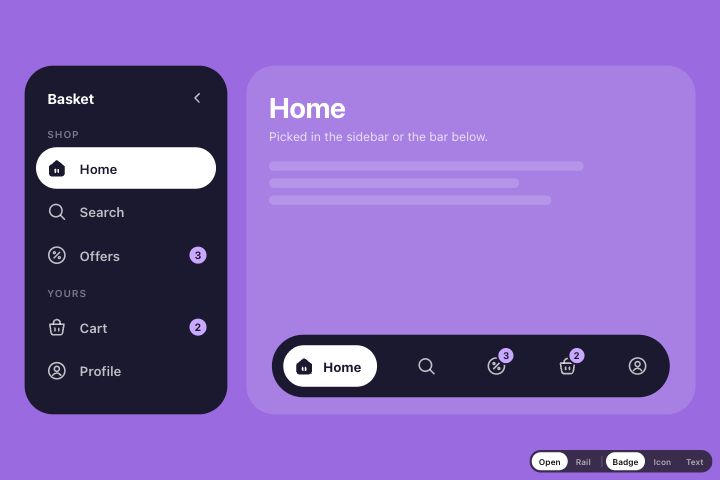 Basket
SHOP
Home
Search
Offers 3
YOURS
Cart 2
Profile
Home
Picked in the sidebar or the bar below.
Home 3 2
Open Rail Badge Icon Text